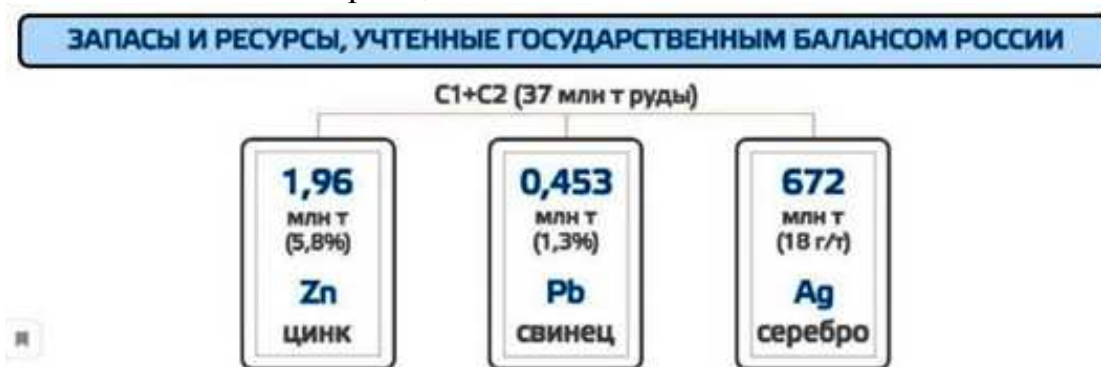 ЗАПАСЫ И РЕСУРСЫ, УЧТЕННЫЕ ГОСУДАРСТВЕННЫМ БАЛАНСОМ РОССИИ
С1+С2 (37 млн т руды)
1,96
млн т
(5,8%)
Zn
цинк
0,453
млн т
(1,3%)
Pb
свинец
672
млн т
(18 г/т)
Ag
серебро